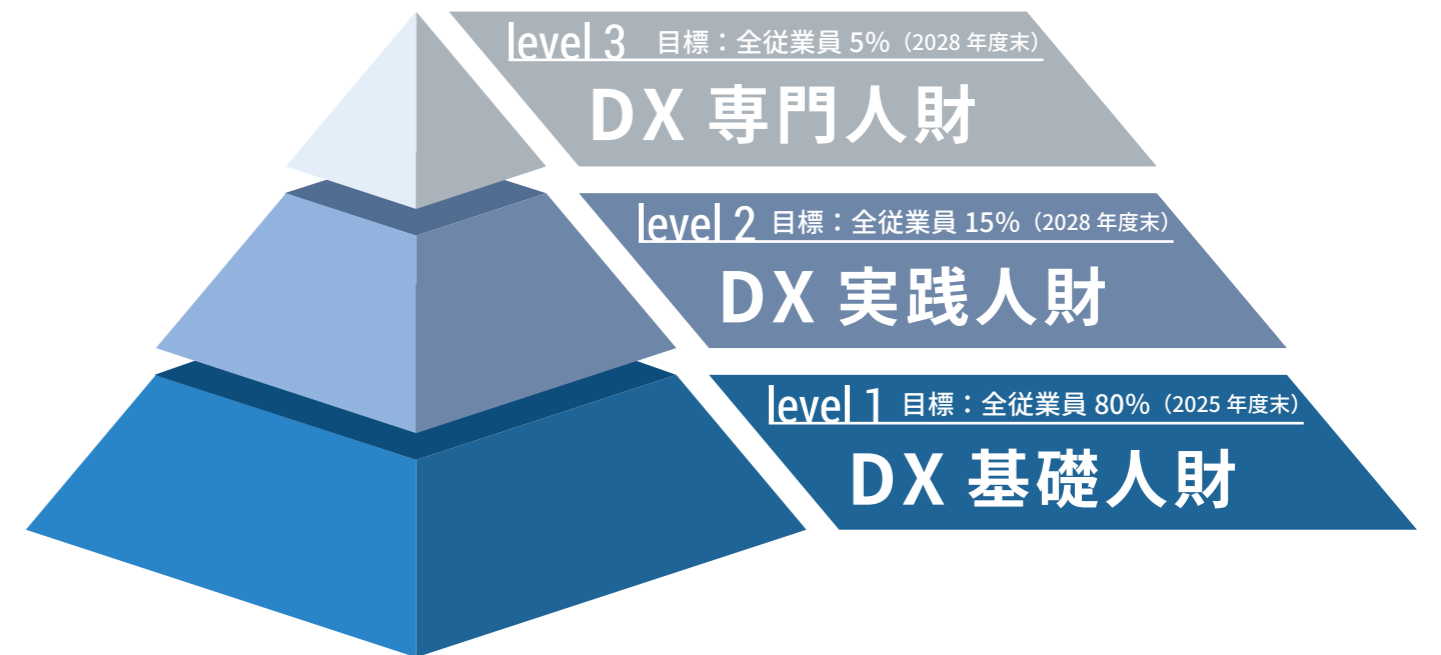 level 3 目標：全従業員 5%（2028 年度末）
DX 専門人財
level 2 目標：全従業員 15%（2028 年度末）
DX 実践人財
level 1 目標：全従業員 80%（2025 年度末）
DX 基礎人財